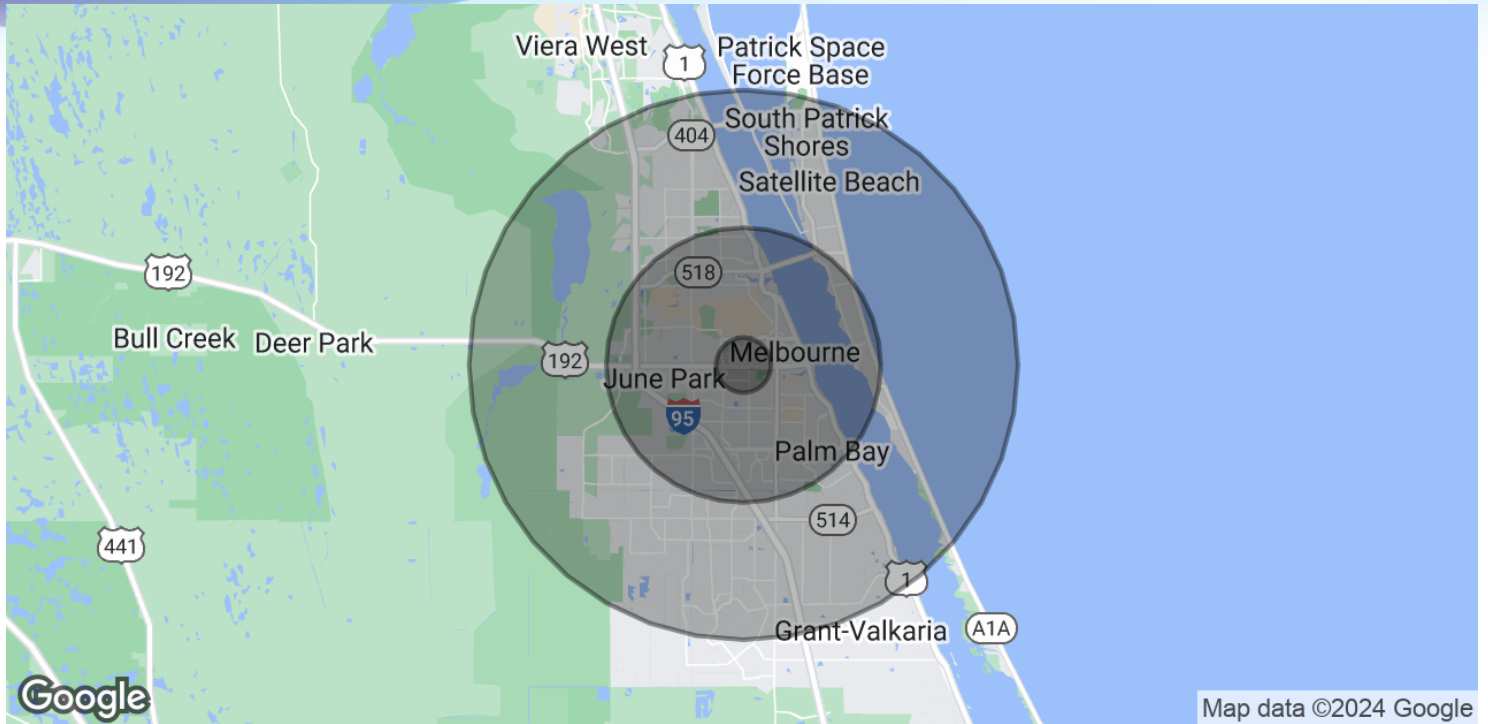 Viera West
1
Patrick Space
Force Base
404
South Patrick
Shores
Satellite Beach
192
518
Bull Creek
Deer Park
192
Melbourne
June Park
95
Palm Bay
441
514
1
Grant-Valkaria
A1A
Google
Map data ©2024 Google